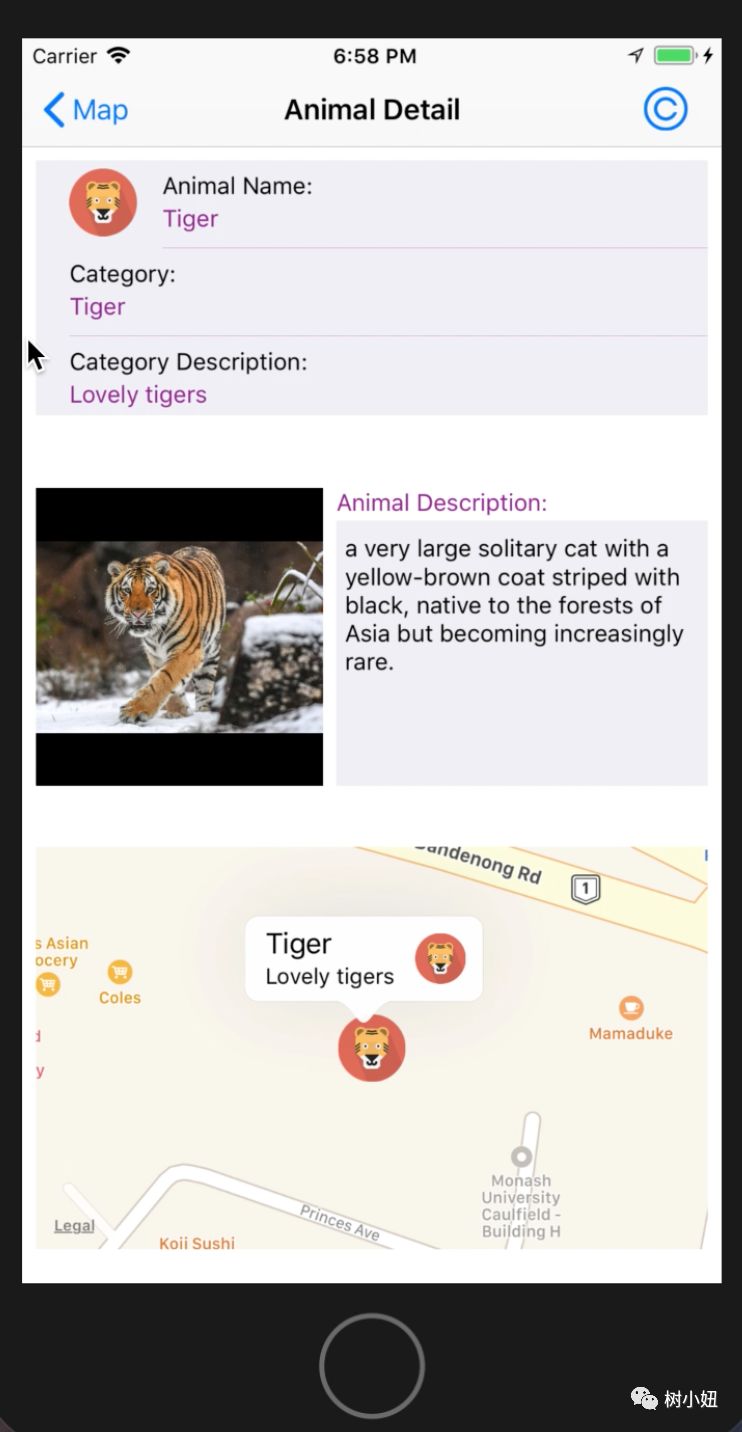 Carrier 6:58 PM
Map Animal Detail ©
Animal Name:
Tiger
Category:
Tiger
Category Description:
Lovely tigers
Animal Description:
a very large solitary cat with a
yellow-brown coat striped with
black, native to the forests of
Asia but becoming increasingly
rare.
Dandenong Rd
1
Tiger
Lovely tigers
s Asian
ocery
Coles
Mamaduke
d
y
Monash
University
Caulfield -
Building H
Princes Ave
Legal
Koji Sushi
树小妞